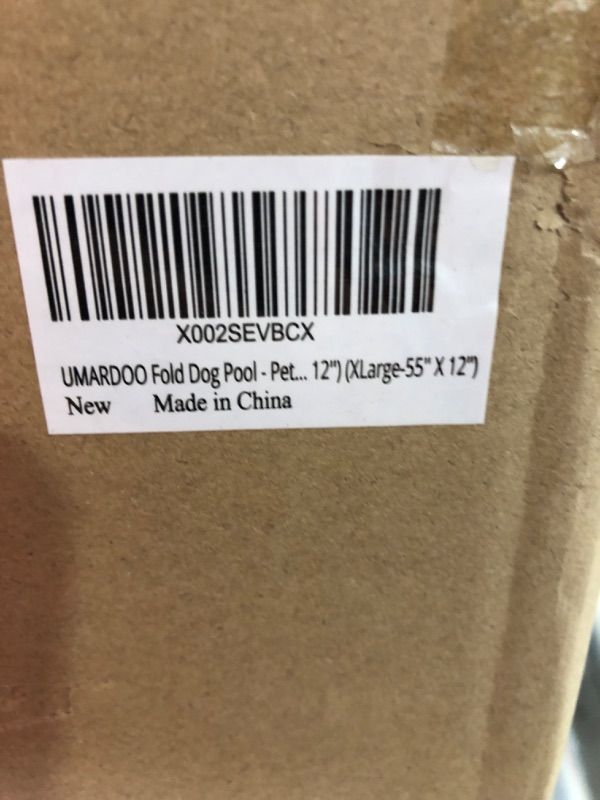 X002SEVBCX
UMARDOO Fold Dog Pool - Pet... 12") (XLarge-55" X 12")
New Made in China